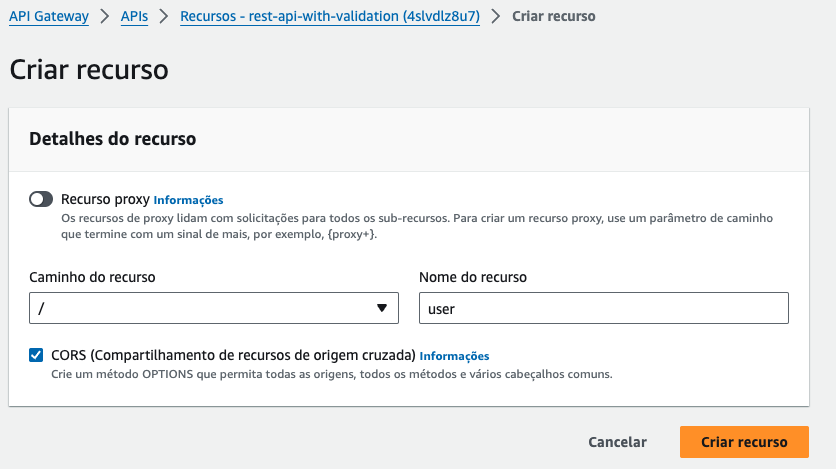 API Gateway > APIs > Recursos - rest-api-with-validation (4slvdlz8u7) > Criar recurso
Criar recurso
Detalhes do recurso
Recurso proxy Informações
Os recursos de proxy lidam com solicitações para todos os sub-recursos. Para criar um recurso proxy, use um parâmetro de caminho
que termine com um sinal de mais, por exemplo, {proxy+}.
Caminho do recurso
/
Nome do recurso
user
CORS (Compartilhamento de recursos de origem cruzada) Informações
Crie um método OPTIONS que permita todas as origens, todos os métodos e vários cabeçalhos comuns.
Cancelar
Criar recurso